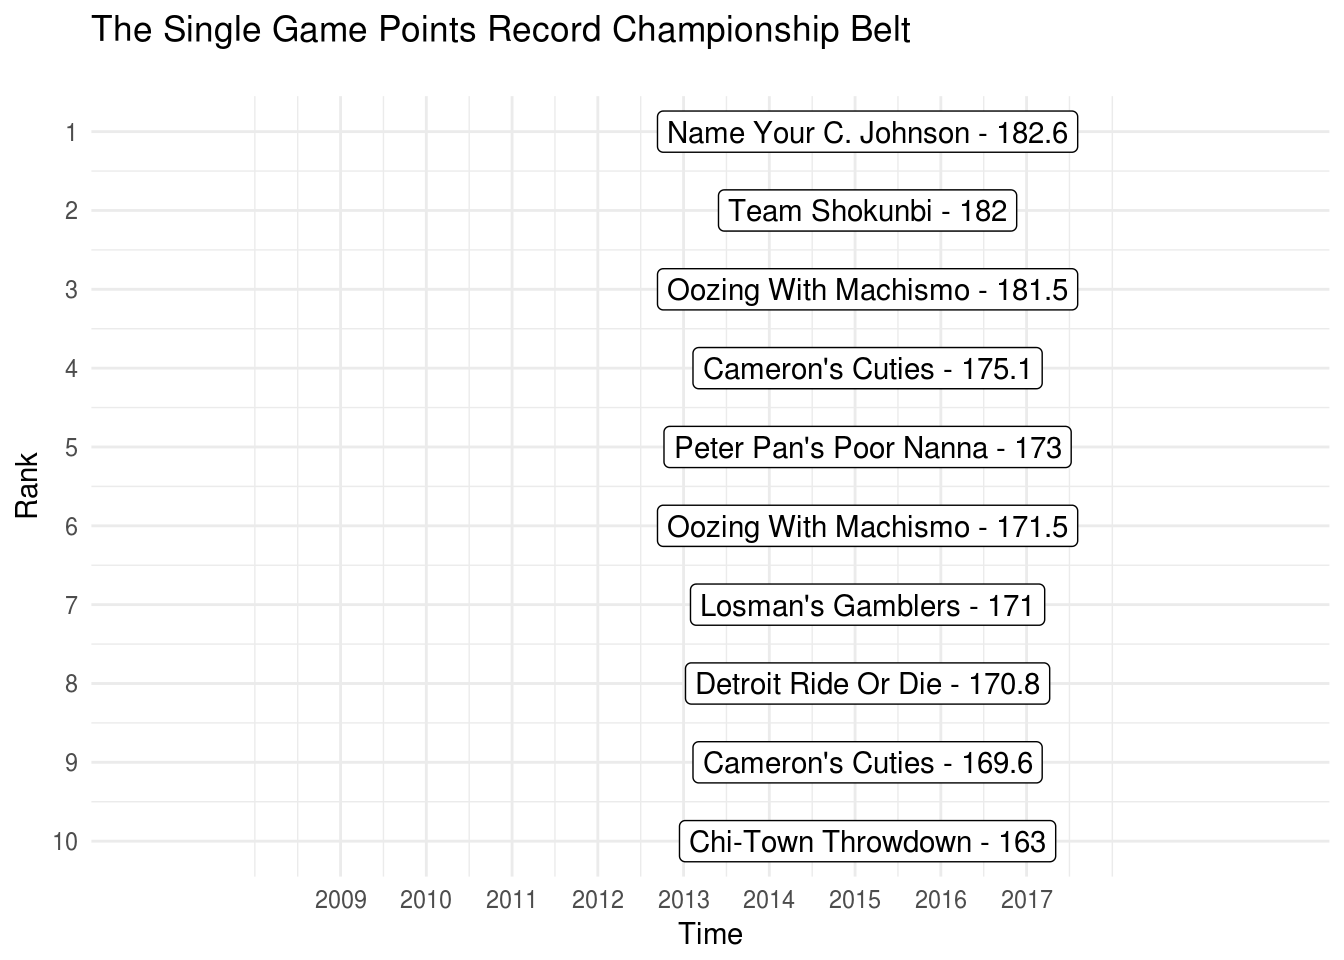 The Single Game Points Record Championship Belt
Rank
1 Name Your C. Johnson - 182.6
2 Team Shokunbi - 182
3 Oozing With Machismo - 181.5
4 Cameron's Cuties - 175.1
5 Peter Pan's Poor Nanna - 173
6 Oozing With Machismo - 171.5
7 Losman's Gamblers - 171
8 Detroit Ride Or Die - 170.8
9 Cameron's Cuties - 169.6
10 Chi-Town Throwdown - 163
2009 2010 2011 2012 2013 2014 2015 2016 2017
Time